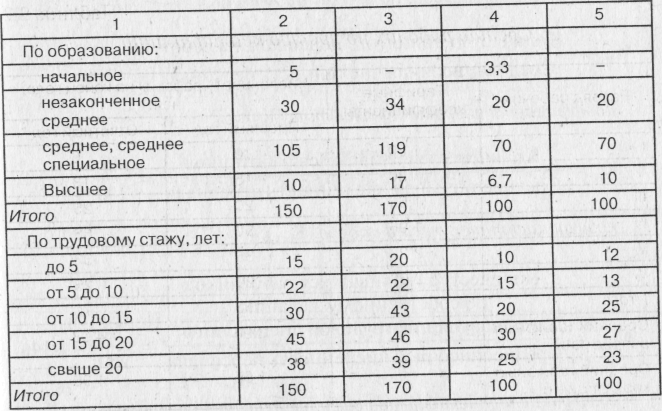 1 2 3 4 5
По образованию:
начальное 5 – 3,3 –
незаконченное
среднее 30 34 20 20
среднее, среднее
специальное 105 119 70 70
Высшее 10 17 6,7 10
Итого 150 170 100 100
По трудовому стажу, лет:
до 5 15 20 10 12
от 5 до 10 22 22 15 13
от 10 до 15 30 43 20 25
от 15 до 20 45 46 30 27
свыше 20 38 39 25 23
Итого 150 170 100 100